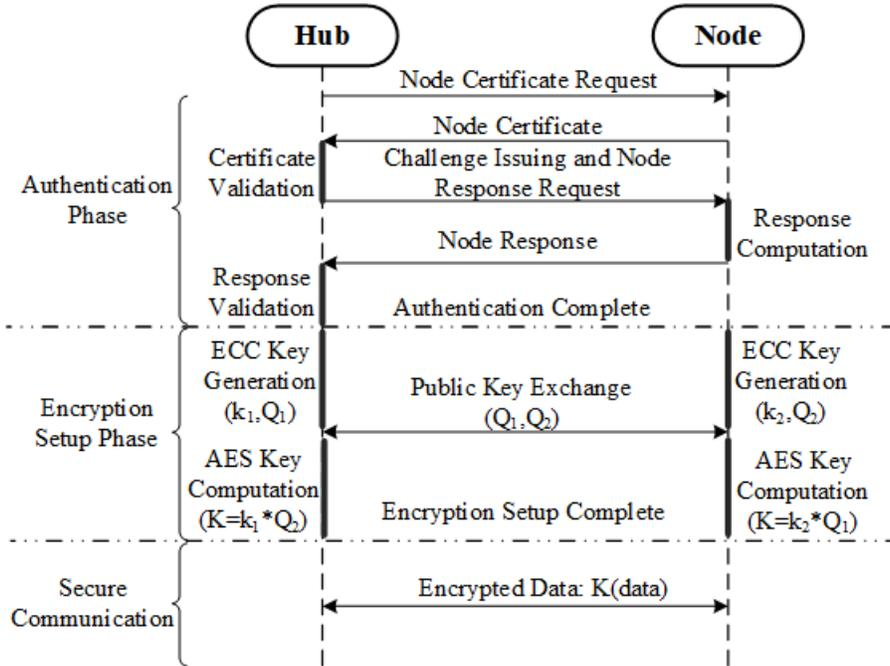 Hub
Node
Node Certificate Request
Node Certificate
Certificate
Validation
Challenge Issuing and Node
Response Request
Authentication
Phase
Response
Computation
Node Response
Response
Validation
Authentication Complete
ECC Key
Generation
(k₁,Q₁)
Public Key Exchange
(Q₁,Q₂)
ECC Key
Generation
(k₂,Q₂)
Encryption
Setup Phase
AES Key
Computation
(K=k₁*Q₂)
Encryption Setup Complete
AES Key
Computation
(K=k₂*Q₁)
Secure
Communication
Encrypted Data: K(data)